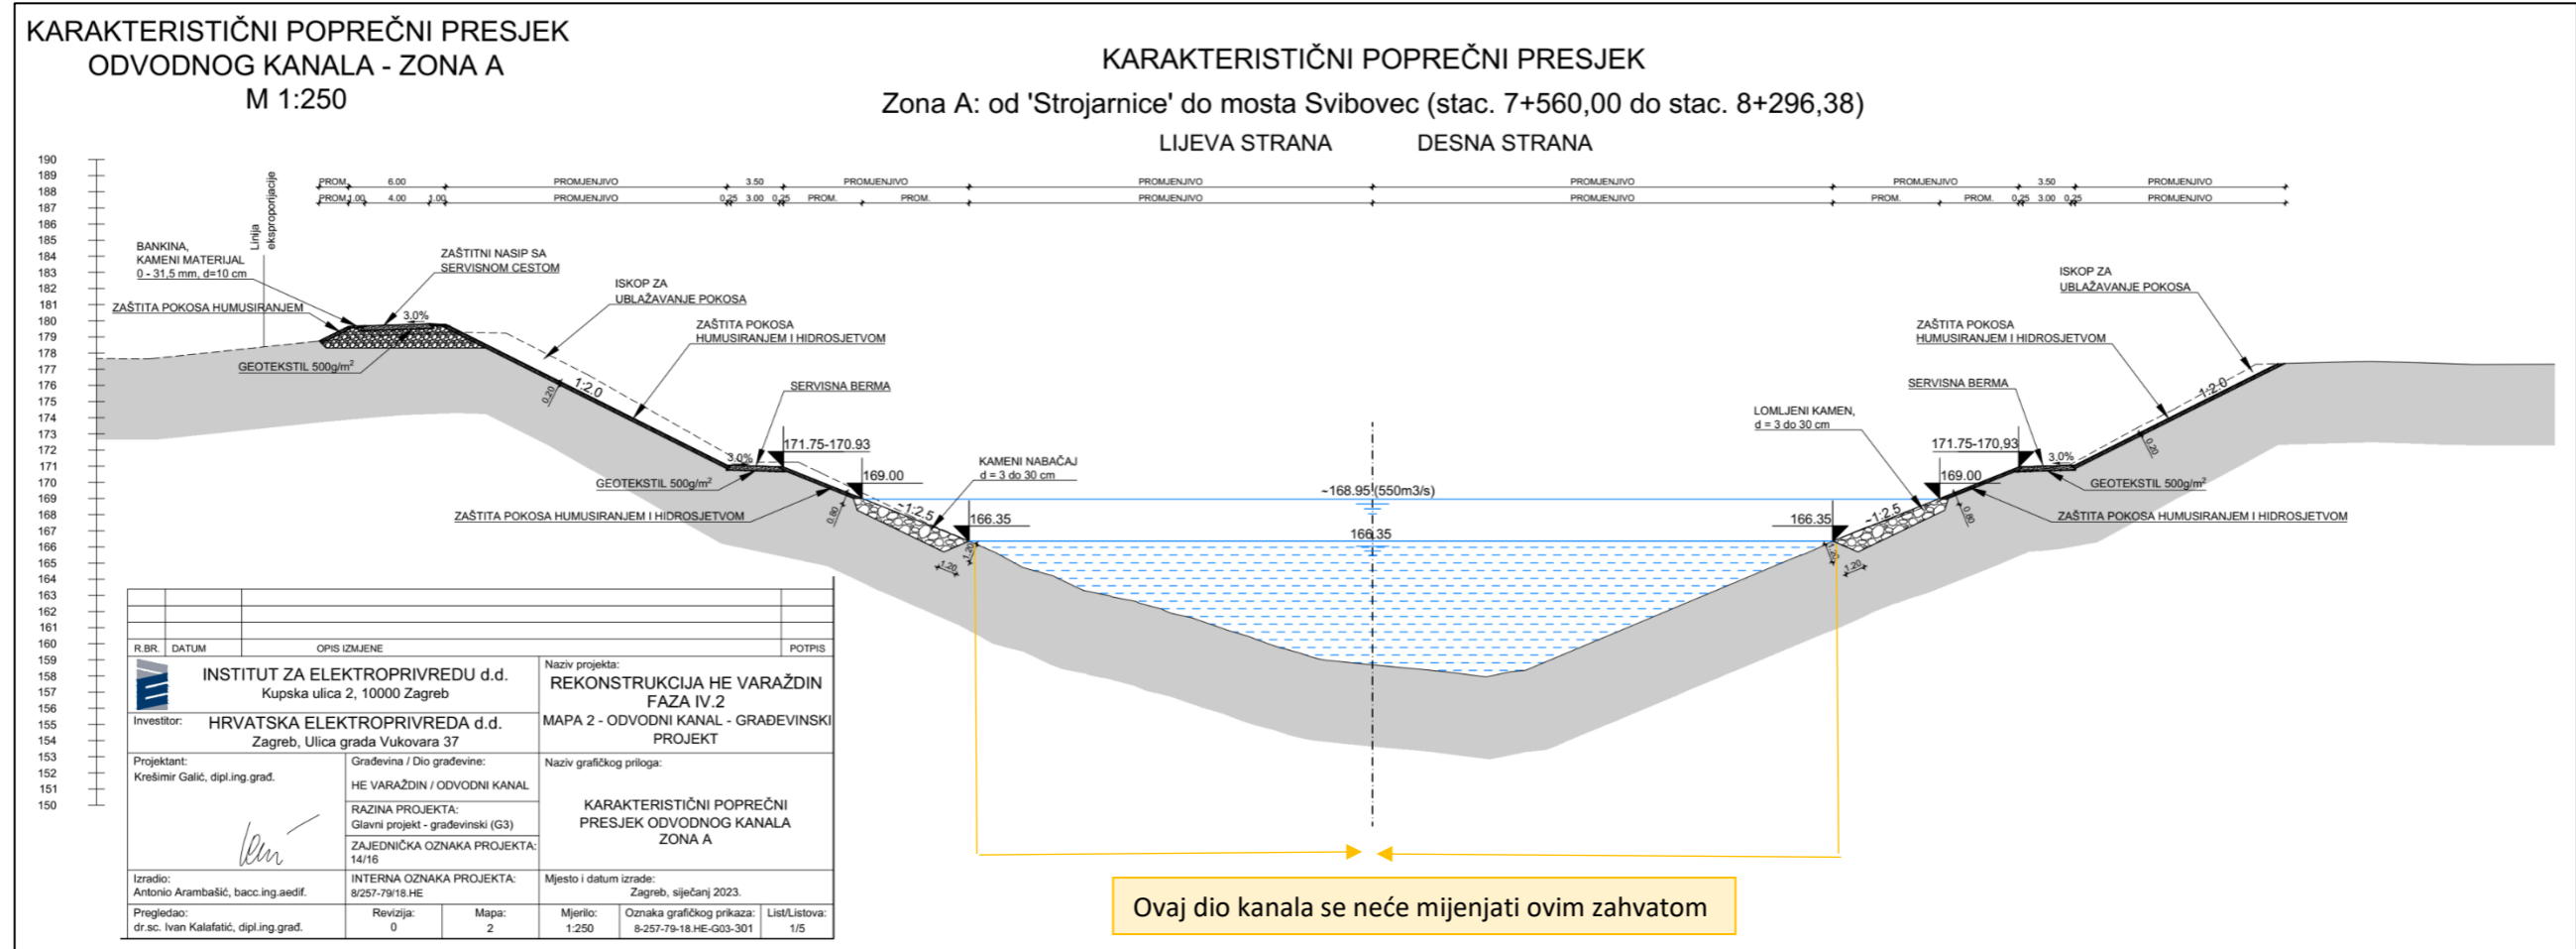 KARAKTERISTIČNI POPREČNI PRESJEK
ODVODNOG KANALA - ZONA A
M 1:250
KARAKTERISTIČNI POPREČNI PRESJEK
Zona A: od 'Strojarnice' do mosta Svibovec (stac. 7+560,00 do stac. 8+296,38)
LIJEVA STRANA
DESNA STRANA
190
189
188
187
186
185
184
183
182
181
180
179
178
177
176
175
174
173
172
171
170
169
168
167
166
165
164
163
162
161
160
159
158
157
156
155
154
153
152
151
150
PROM. 6.00 PROMJENJIVO 3.50 PROMJENJIVO PROMJENJIVO PROMJENJIVO PROMJENJIVO 3.50 PROMJENJIVO
PROM. 1.00 4.00 1.00 PROMJENJIVO 0.25 3.00 0.25 PROM. PROM. PROMJENJIVO PROMJENJIVO PROM. PROM. 0.25 3.00 0.25 PROMJENJIVO
Linija
eksproporijacije
BANKINA,
KAMENI MATERIJAL
0 - 31,5 mm, d=10 cm
ZAŠTITA POKOSA HUMUSIRANJEM
ZAŠTITNI NASIP SA
SERVISNOM CESTOM
3.0%
GEOTEKSTIL 500g/m²
ISKOP ZA
UBLAŽAVANJE POKOSA
ZAŠTITA POKOSA
HUMUSIRANJEM I HIDROSJETVOM
1:2.0
0.20
SERVISNA BERMA
171.75-170.93
3.0%
GEOTEKSTIL 500g/m²
169.00
KAMENI NABAČAJ
d = 3 do 30 cm
ZAŠTITA POKOSA HUMUSIRANJEM I HIDROSJETVOM
0.80
~1:2.5
166.35
1.20
1.20
~168.95 (550m3/s)
166.35
ISKOP ZA
UBLAŽAVANJE POKOSA
ZAŠTITA POKOSA
HUMUSIRANJEM I HIDROSJETVOM
SERVISNA BERMA
1:2.0
0.20
LOMLJENI KAMEN,
d = 3 do 30 cm
171.75-170,93
3.0%
169.00
GEOTEKSTIL 500g/m²
~1:2.5
0.80
166.35
ZAŠTITA POKOSA HUMUSIRANJEM I HIDROSJETVOM
1.20
1.20
R.BR. DATUM OPIS IZMJENE POTPIS
INSTITUT ZA ELEKTROPRIVREDU d.d.
Kupska ulica 2, 10000 Zagreb
Naziv projekta:
REKONSTRUKCIJA HE VARAŽDIN
FAZA IV.2
MAPA 2 - ODVODNI KANAL - GRAĐEVINSKI
PROJEKT
Investitor: HRVATSKA ELEKTROPRIVREDA d.d.
Zagreb, Ulica grada Vukovara 37
Projektant:
Krešimir Galić, dipl.ing.građ.
Građevina / Dio građevine:
HE VARAŽDIN / ODVODNI KANAL
RAZINA PROJEKTA:
Glavni projekt - građevinski (G3)
ZAJEDNIČKA OZNAKA PROJEKTA:
14/16
Naziv grafičkog priloga:
KARAKTERISTIČNI POPREČNI
PRESJEK ODVODNOG KANALA
ZONA A
Izradio:
Antonio Arambašić, bacc.ing.aedif.
INTERNA OZNAKA PROJEKTA:
8/257-79/18.HE
Mjesto i datum izrade:
Zagreb, siječanj 2023.
Pregledao:
dr.sc. Ivan Kalafatić, dipl.ing.građ.
Revizija:
0
Mapa:
2
Mjerilo:
1:250
Oznaka grafičkog prikaza:
8-257-79-18.HE-G03-301
List/Listova:
1/5
Ovaj dio kanala se neće mijenjati ovim zahvatom